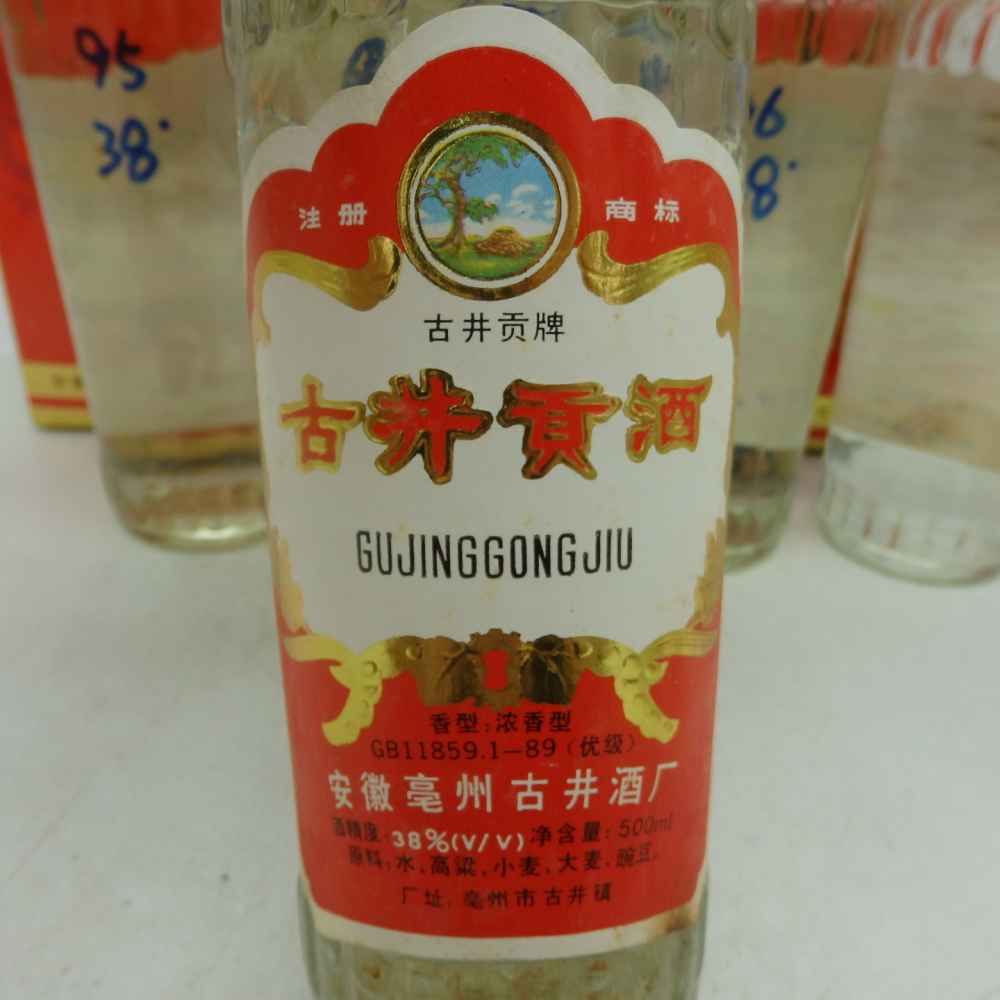 95
38°
6
8°
注册 商标
古井贡牌
古井贡酒
GUJINGGONGJIU
香型:浓香型
GB11859.1-89(优级)
安徽亳州古井酒厂
酒精度:38%(V/V)净含量:500ml
原料:水,高粱,小麦,大麦,豌豆。
厂址:亳州市古井镇